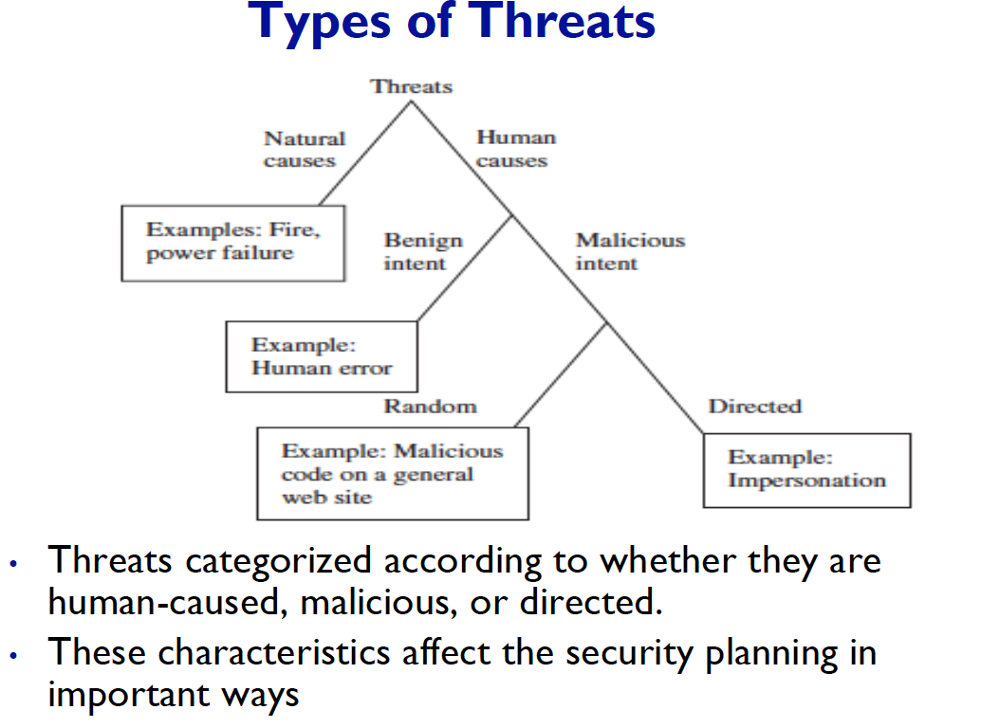 Types of Threats
Threats
Natural
causes
Human
causes
Examples: Fire,
power failure
Benign
intent
Malicious
intent
Example:
Human error
Random
Directed
Example: Malicious
code on a general
web site
Example:
Impersonation
• Threats categorized according to whether they are
human-caused, malicious, or directed.
• These characteristics affect the security planning in
important ways